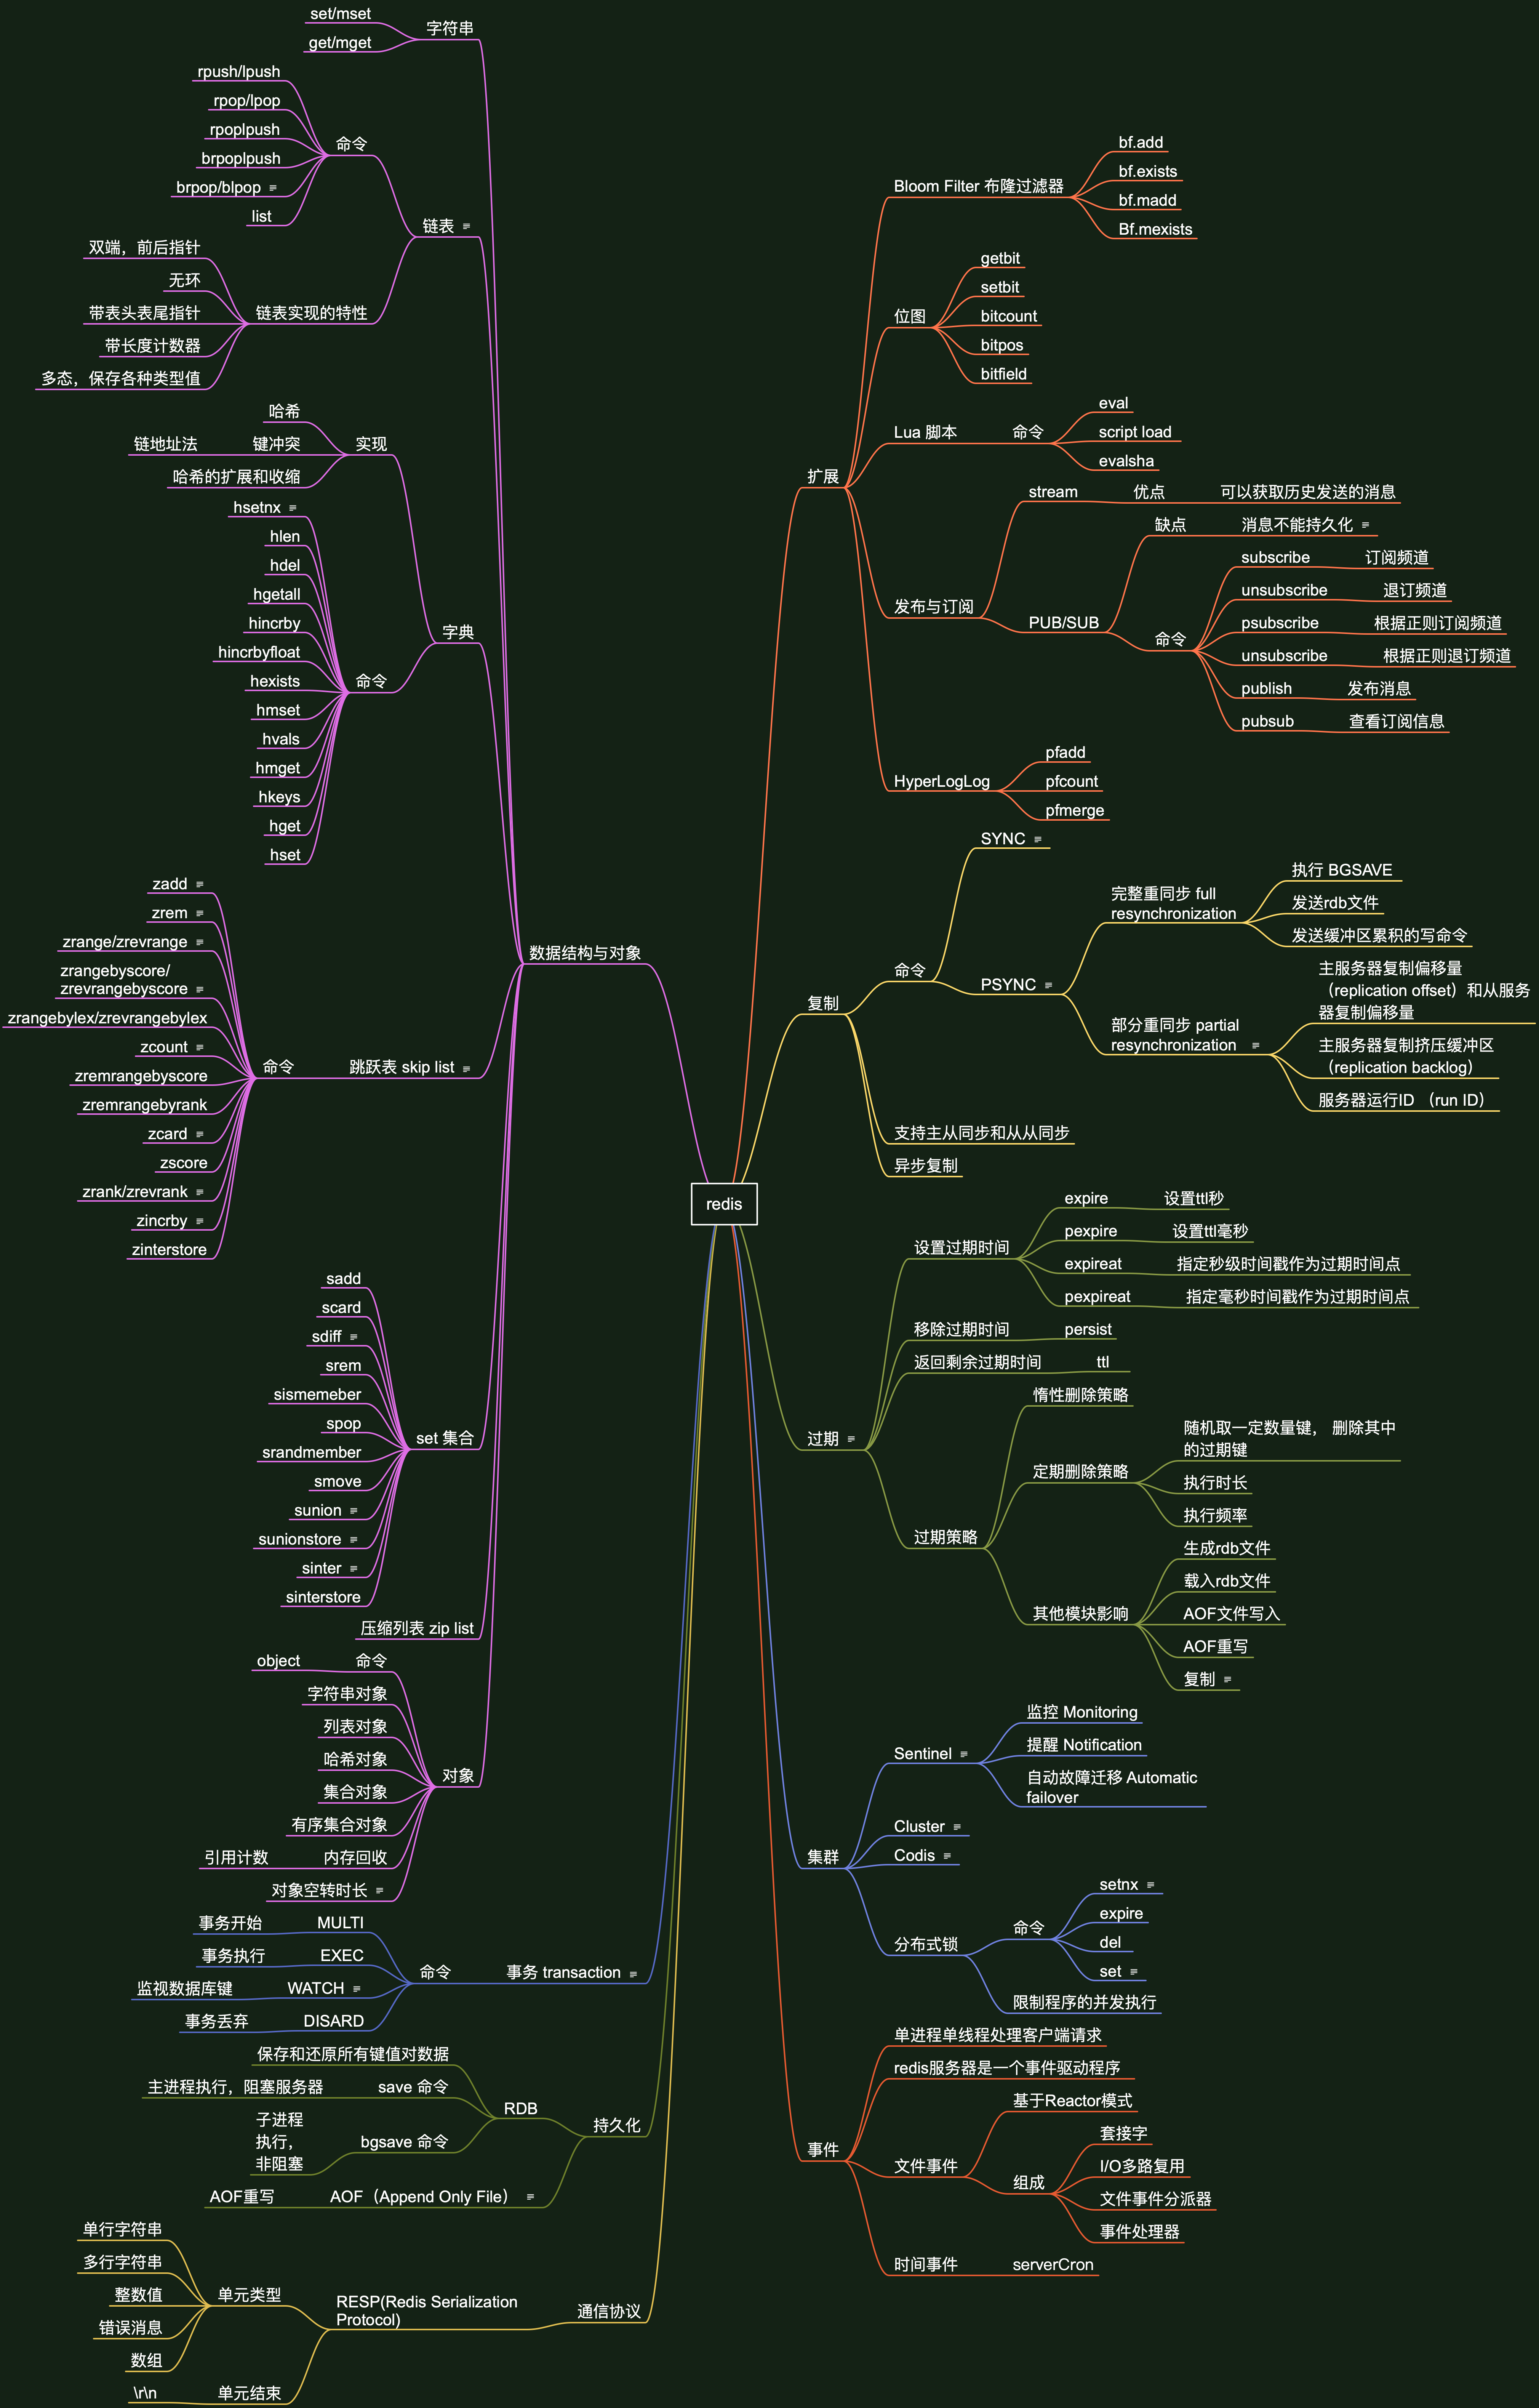 redis
数据结构与对象
字符串
set/mset
get/mget
链表
命令
rpush/lpush
rpop/lpop
rpoplpush
brpoplpush
brpop/blpop
list
链表实现的特性
双端，前后指针
无环
带表头表尾指针
带长度计数器
多态，保存各种类型值
字典
实现
哈希
键冲突
链地址法
哈希的扩展和收缩
命令
hsetnx
hlen
hdel
hgetall
hincrby
hincrbyfloat
hexists
hmset
hvals
hmget
hkeys
hget
hset
跳跃表 skip list
命令
zadd
zrem
zrange/zrevrange
zrangebyscore/
zrevrangebyscore
zrangebylex/zrevrangebylex
zcount
zremrangebyscore
zremrangebyrank
zcard
zscore
zrank/zrevrank
zincrby
zinterstore
set 集合
sadd
scard
sdiff
srem
sismemeber
spop
srandmember
smove
sunion
sunionstore
sinter
sinterstore
压缩列表 zip list
对象
命令
object
字符串对象
列表对象
哈希对象
集合对象
有序集合对象
内存回收
引用计数
对象空转时长
事务 transaction
命令
MULTI
事务开始
EXEC
事务执行
WATCH
监视数据库键
DISARD
事务丢弃
持久化
RDB
保存和还原所有键值对数据
save 命令
主进程执行，阻塞服务器
bgsave 命令
子进程
执行，
非阻塞
AOF（Append Only File）
AOF重写
通信协议
RESP(Redis Serialization
Protocol)
单元类型
单行字符串
多行字符串
整数值
错误消息
数组
单元结束
\r\n
扩展
Bloom Filter 布隆过滤器
bf.add
bf.exists
bf.madd
Bf.mexists
位图
getbit
setbit
bitcount
bitpos
bitfield
Lua 脚本
命令
eval
script load
evalsha
发布与订阅
stream
优点
可以获取历史发送的消息
PUB/SUB
缺点
消息不能持久化
命令
subscribe
订阅频道
unsubscribe
退订频道
psubscribe
根据正则订阅频道
unsubscribe
根据正则退订频道
publish
发布消息
pubsub
查看订阅信息
HyperLogLog
pfadd
pfcount
pfmerge
复制
命令
SYNC
PSYNC
完整重同步 full
resynchronization
执行 BGSAVE
发送rdb文件
发送缓冲区累积的写命令
部分重同步 partial
resynchronization
主服务器复制偏移量
（replication offset）和从服务
器复制偏移量
主服务器复制挤压缓冲区
（replication backlog）
服务器运行ID （run ID）
支持主从同步和从从同步
异步复制
过期
设置过期时间
expire
设置ttl秒
pexpire
设置ttl毫秒
expireat
指定秒级时间戳作为过期时间点
pexpireat
指定毫秒时间戳作为过期时间点
移除过期时间
persist
返回剩余过期时间
ttl
过期策略
惰性删除策略
定期删除策略
随机取一定数量键， 删除其中
的过期键
执行时长
执行频率
其他模块影响
生成rdb文件
载入rdb文件
AOF文件写入
AOF重写
复制
集群
Sentinel
监控 Monitoring
提醒 Notification
自动故障迁移 Automatic
failover
Cluster
Codis
分布式锁
命令
setnx
expire
del
set
限制程序的并发执行
事件
单进程单线程处理客户端请求
redis服务器是一个事件驱动程序
文件事件
基于Reactor模式
组成
套接字
I/O多路复用
文件事件分派器
事件处理器
时间事件
serverCron